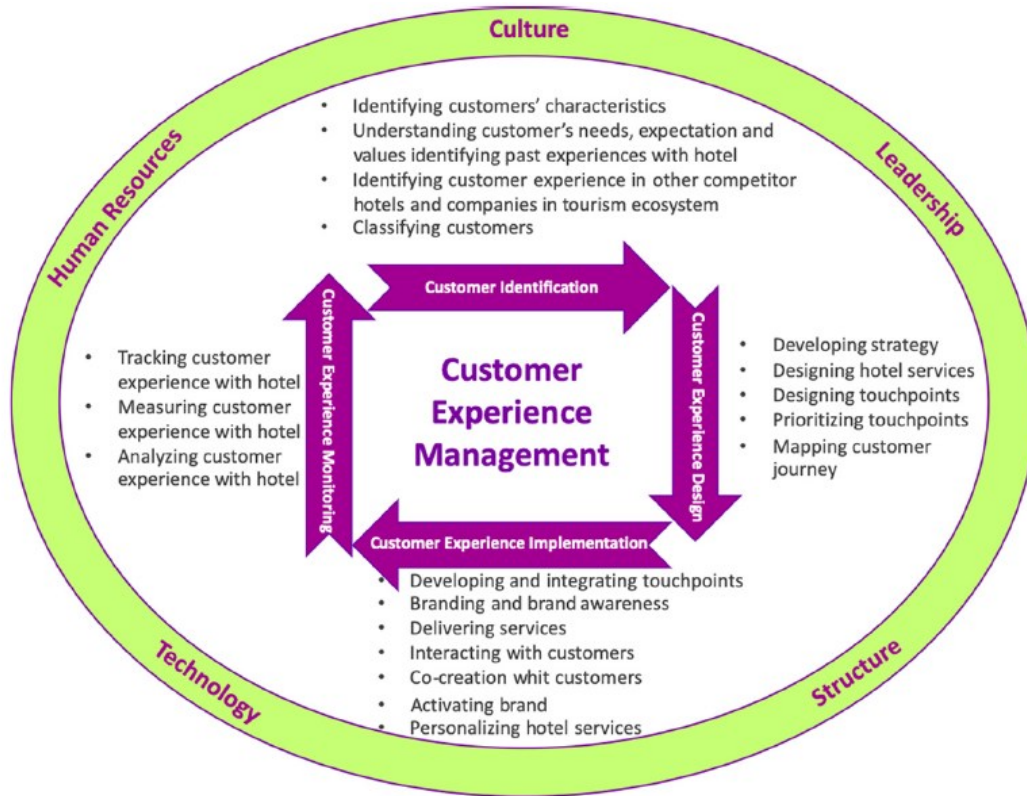 Culture
Human Resources
Leadership
• Identifying customers' characteristics
• Understanding customer's needs, expectation and
values identifying past experiences with hotel
• Identifying customer experience in other competitor
hotels and companies in tourism ecosystem
• Classifying customers
Customer Identification
Customer Experience Design
• Developing strategy
• Designing hotel services
• Designing touchpoints
• Prioritizing touchpoints
• Mapping customer
journey
Customer
Experience
Management
Customer Experience Monitoring
• Tracking customer
experience with hotel
• Measuring customer
experience with hotel
• Analyzing customer
experience with hotel
Customer Experience Implementation
• Developing and integrating touchpoints
• Branding and brand awareness
• Delivering services
• Interacting with customers
• Co-creation whit customers
• Activating brand
• Personalizing hotel services
Technology
Structure